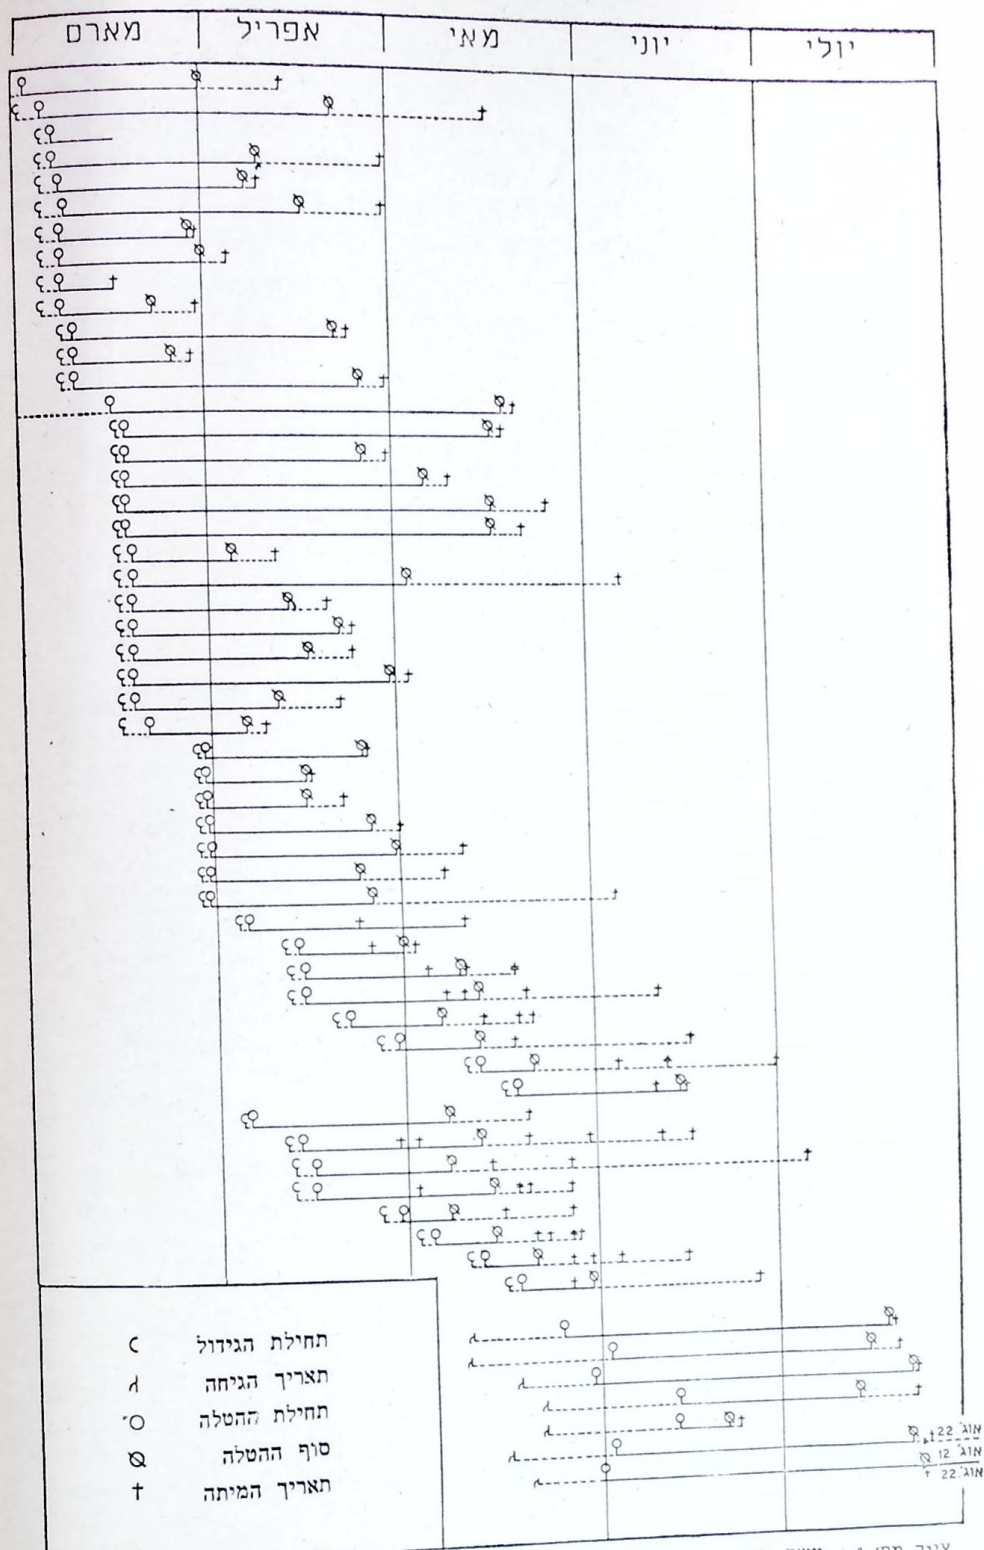 מארס אפריל מאי יוני יולי
אוג' 22
אוג' 12
אוג' 22
תחילת הגידול
תאריך הגיחה
תחילת ההטלה
סוף ההטלה
תאריך המיתה